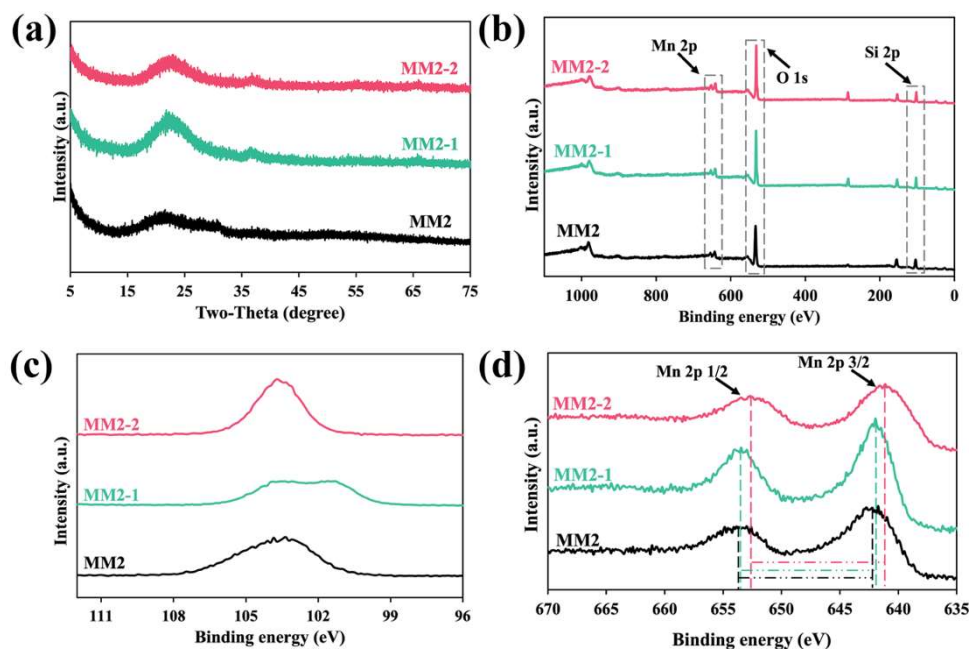 (a)
MM2-2
MM2-1
MM2
Intensity (a.u.)
5 15 25 35 45 55 65 75
Two-Theta (degree)
(b)
Mn 2p
O 1s
Si 2p
MM2-2
MM2-1
MM2
Intensity (a.u.)
1000 800 600 400 200 0
Binding energy (eV)
(c)
MM2-2
MM2-1
MM2
Intensity (a.u.)
111 108 105 102 99 96
Binding energy (eV)
(d)
Mn 2p 1/2
Mn 2p 3/2
MM2-2
MM2-1
MM2
Intensity (a.u.)
670 665 660 655 650 645 640 635
Binding energy (eV)